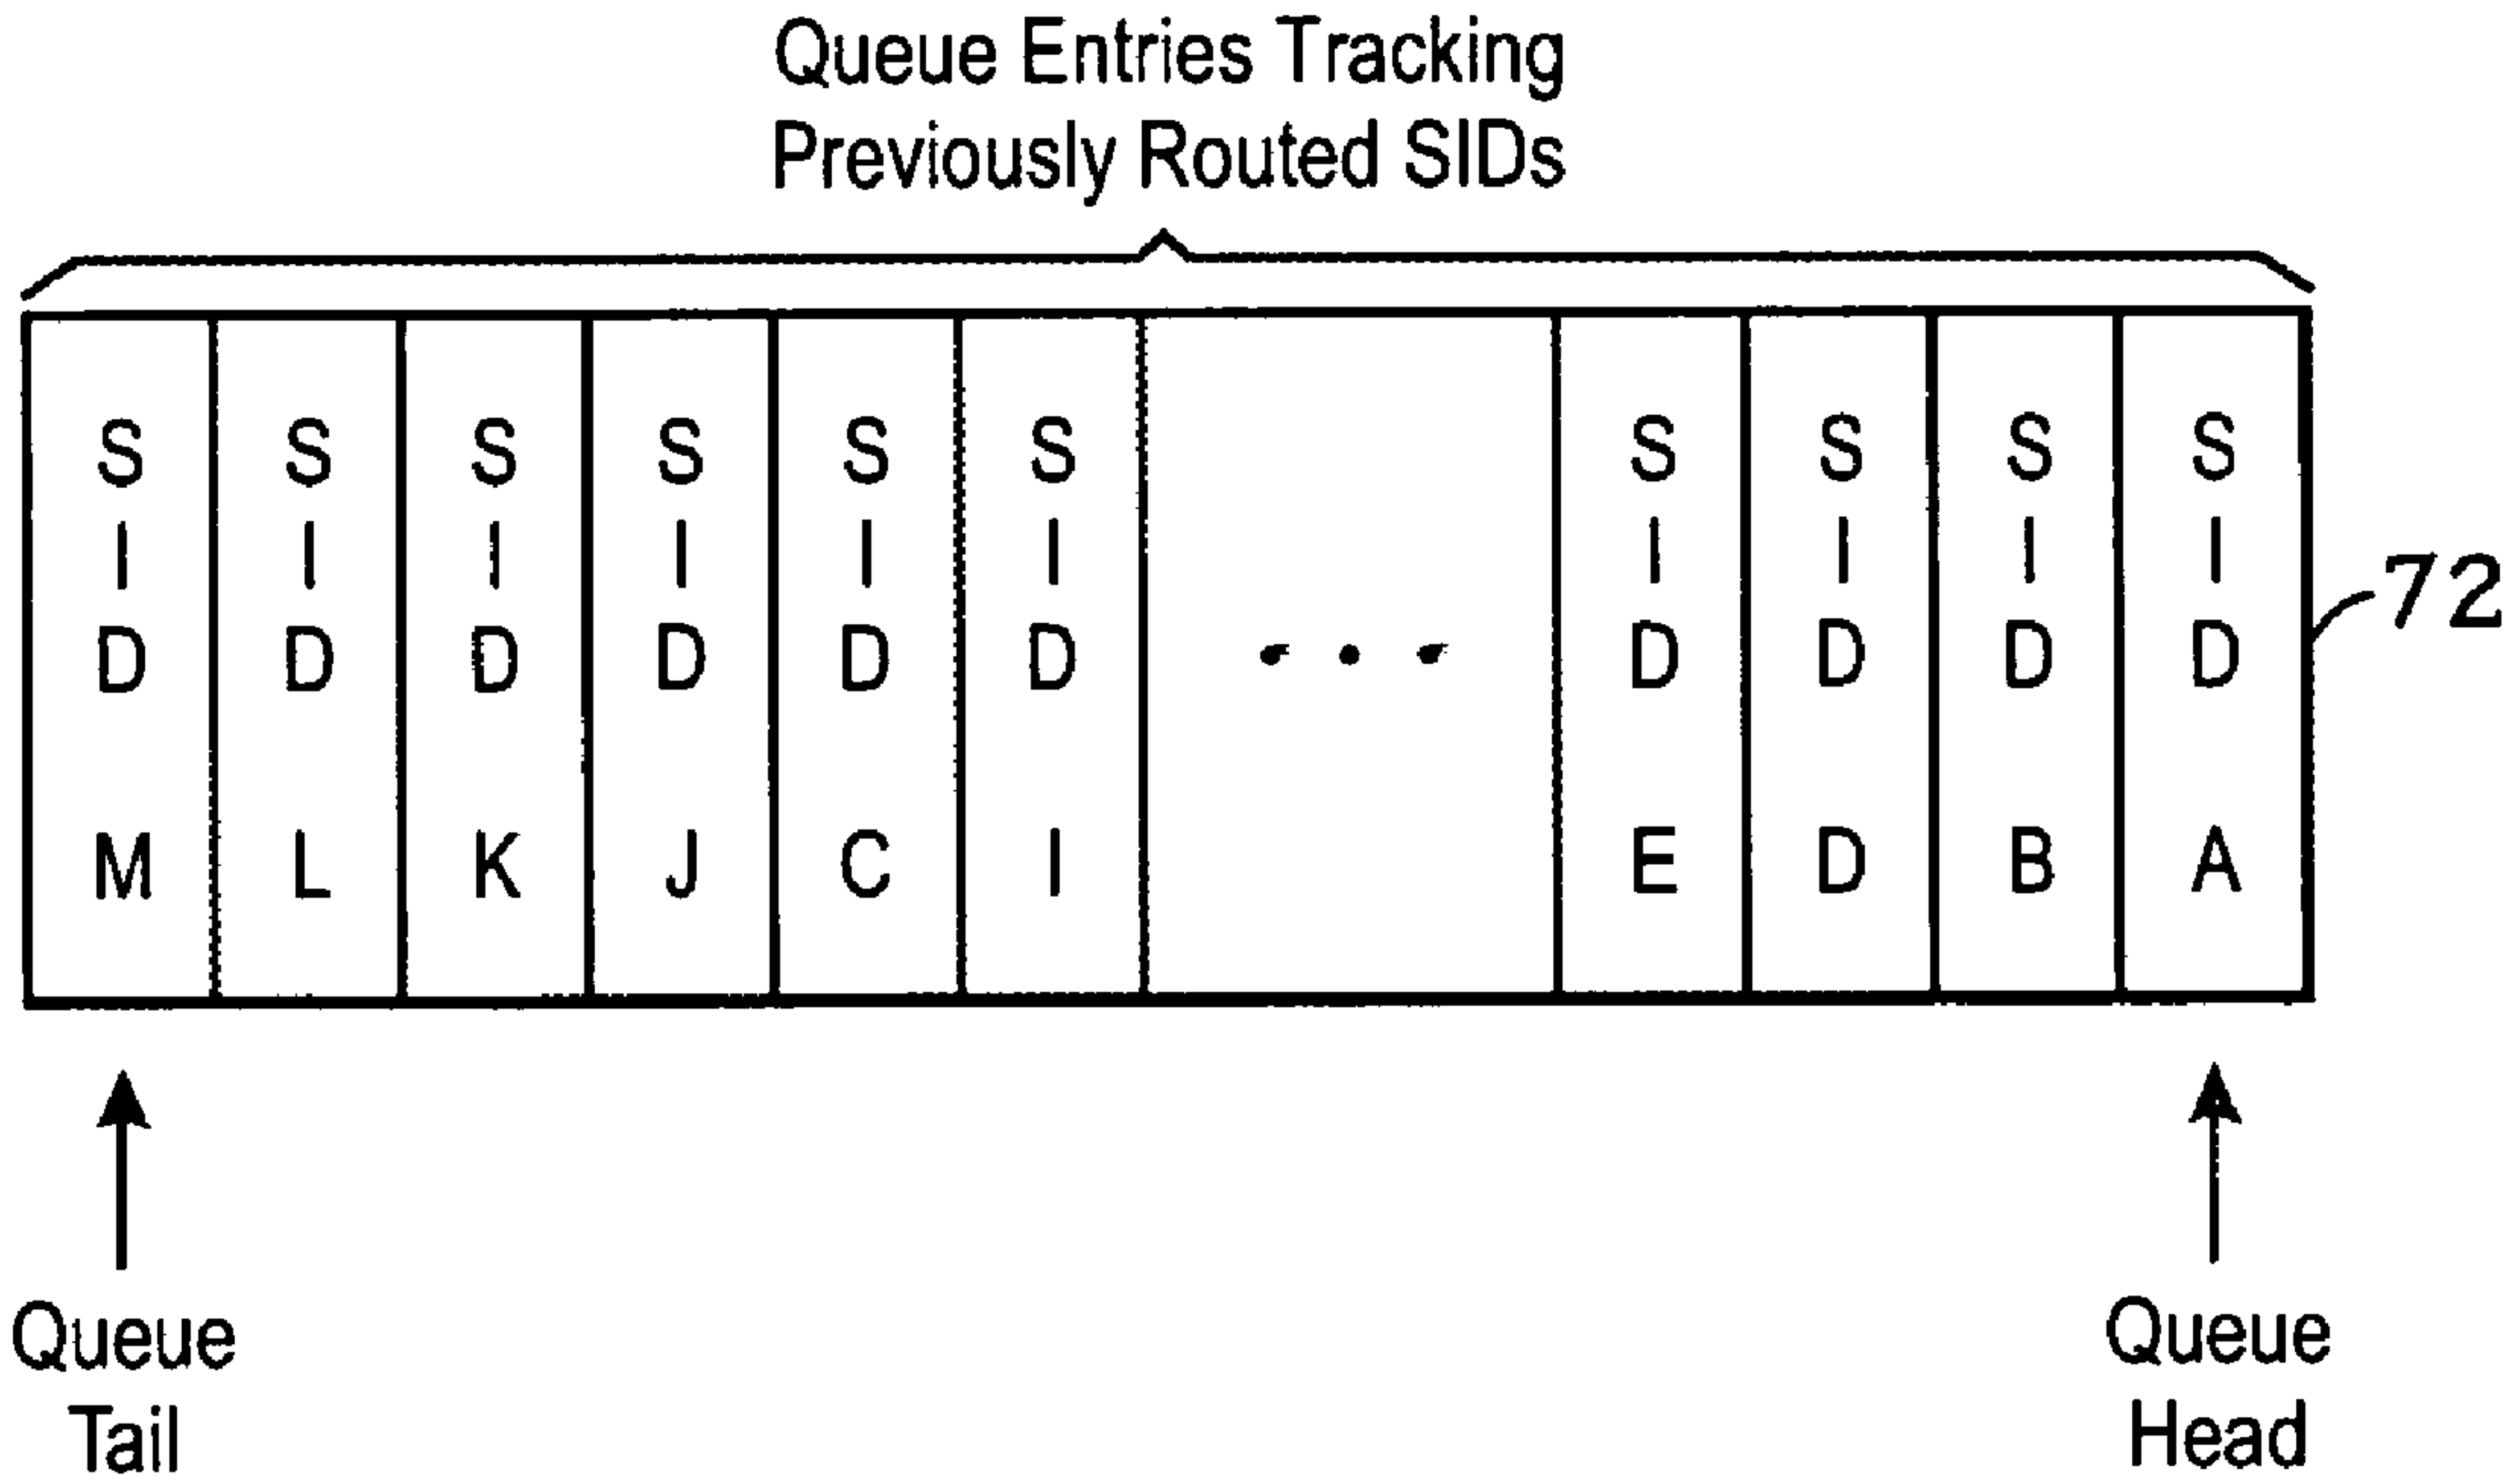 Queue Entries Tracking
Previously Routed SIDs
S S S S S S S S S S
I I I I I I I I I I
D D D D D D • • • D D D D
72
M L K J C I E D B A
Queue Queue
Tail Head